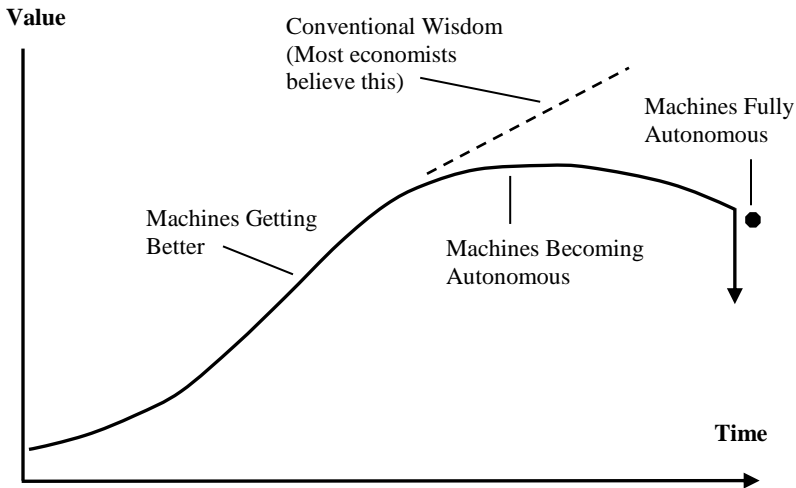 Value
Conventional Wisdom
(Most economists
believe this)
Machines Fully
Autonomous
Machines Getting
Better
Machines Becoming
Autonomous
Time